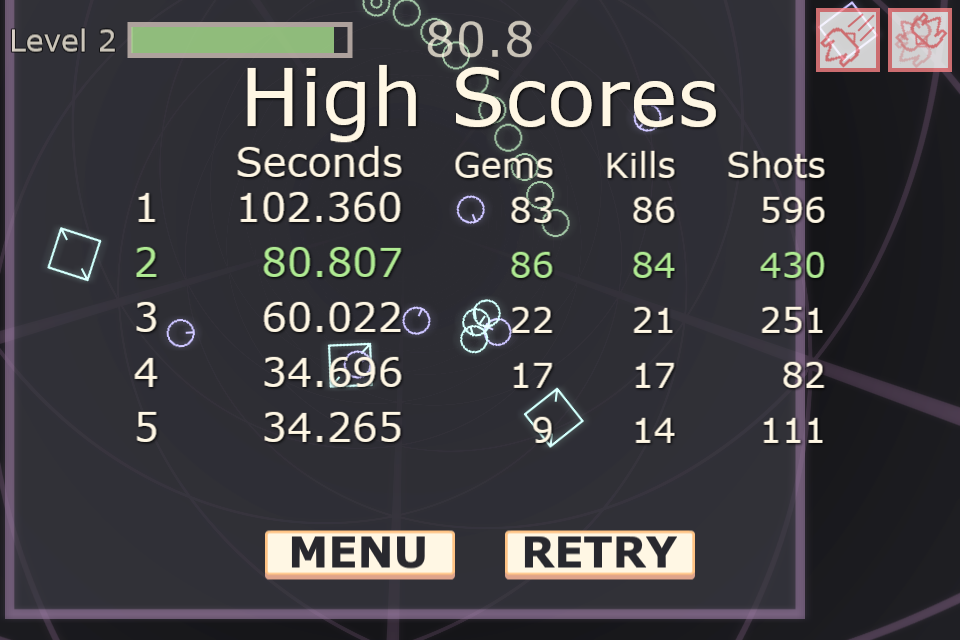 Level 2 80.8
High Scores
Seconds Gems Kills Shots
1 102.360 83 86 596
2 80.807 86 84 430
3 60.022 22 21 251
4 34.696 17 17 82
5 34.265 9 14 111
MENU RETRY